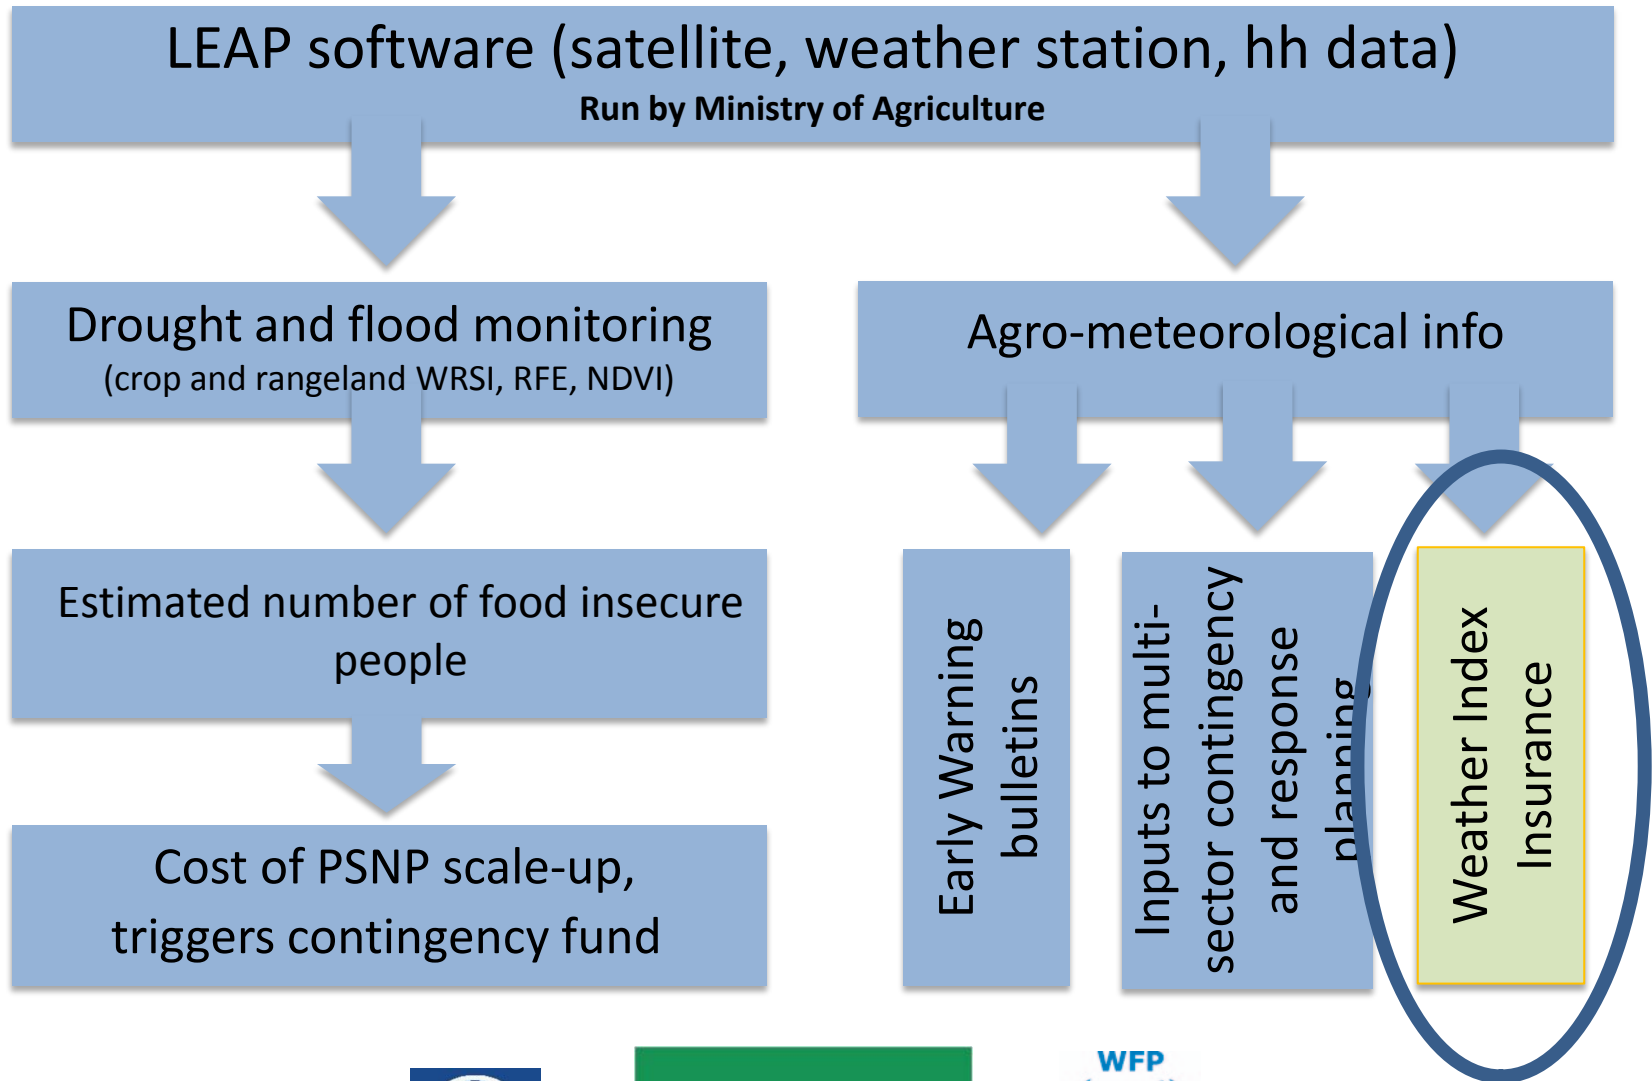 LEAP software (satellite, weather station, hh data)
Run by Ministry of Agriculture
Drought and flood monitoring
(crop and rangeland WRSI, RFE, NDVI)
Agro-meteorological info
Estimated number of food insecure
people
Cost of PSNP scale-up,
triggers contingency fund
Early Warning
bulletins
Inputs to multi-
sector contingency
and response
planning
Weather Index
Insurance
WFP